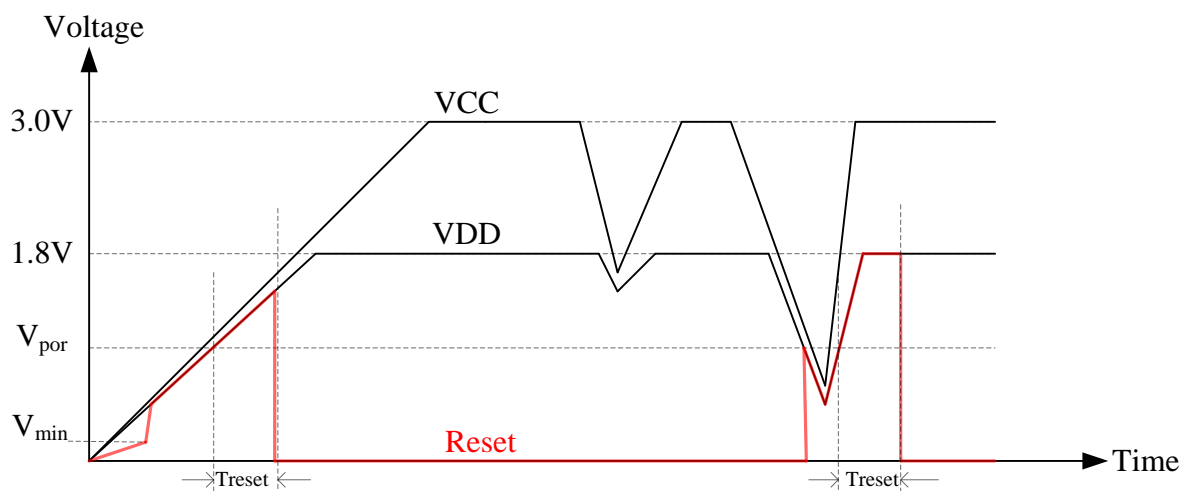 Voltage
VCC
3.0V
VDD
1.8V
Vpor
Vmin
Reset
Time
Treset
Treset